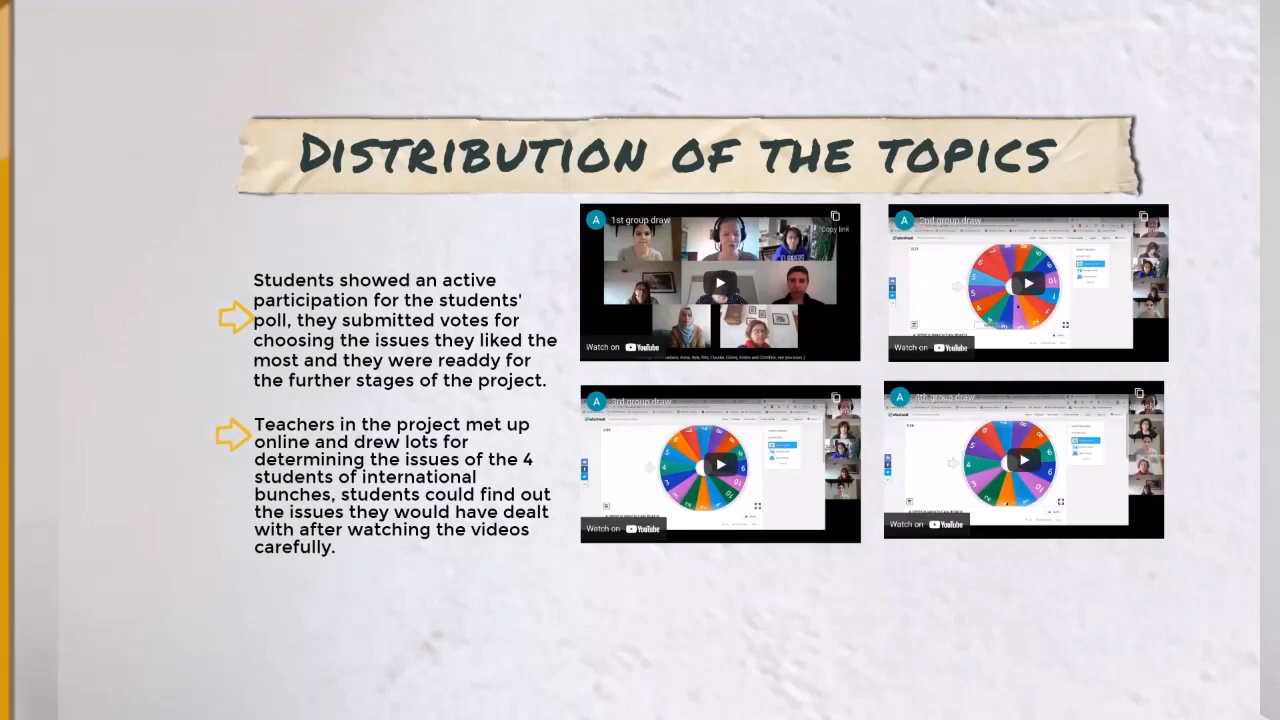 DISTRIBUTION OF THE TOPICS
Students showed an active
participation for the students'
poll, they submitted votes for
choosing the issues they liked the
most and they were readdy for
the further stages of the project.
Teachers in the project met up
online and drew lots for
determining the issues of the 4
students of international
bunches, students could find out
the issues they would have dealt
with after watching the videos
carefully.
A 1st group draw
Copy link
Watch on YouTube
A 2nd group draw
Watch on YouTube
A 3rd group draw
Watch on YouTube
A 4th group draw
Watch on YouTube